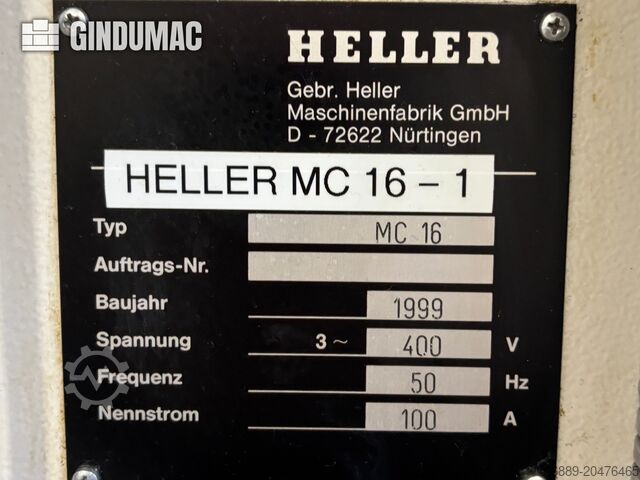 GINDUMAC
HELLER
Gebr. Heller
Maschinenfabrik GmbH
D - 72622 Nürtingen
HELLER MC 16 – 1
Typ MC 16
Auftrags-Nr.
Baujahr 1999
Spannung 3~ 400 V
Frequenz 50 Hz
Nennstrom 100 A